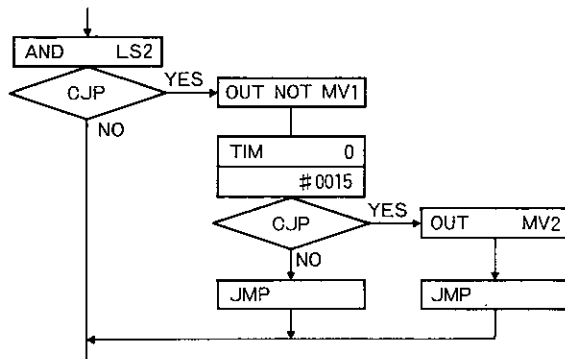 AND LS2
CJP
YES
NO
OUT NOT MV1
TIM 0
#0015
CJP
YES
NO
OUT MV2
JMP
JMP